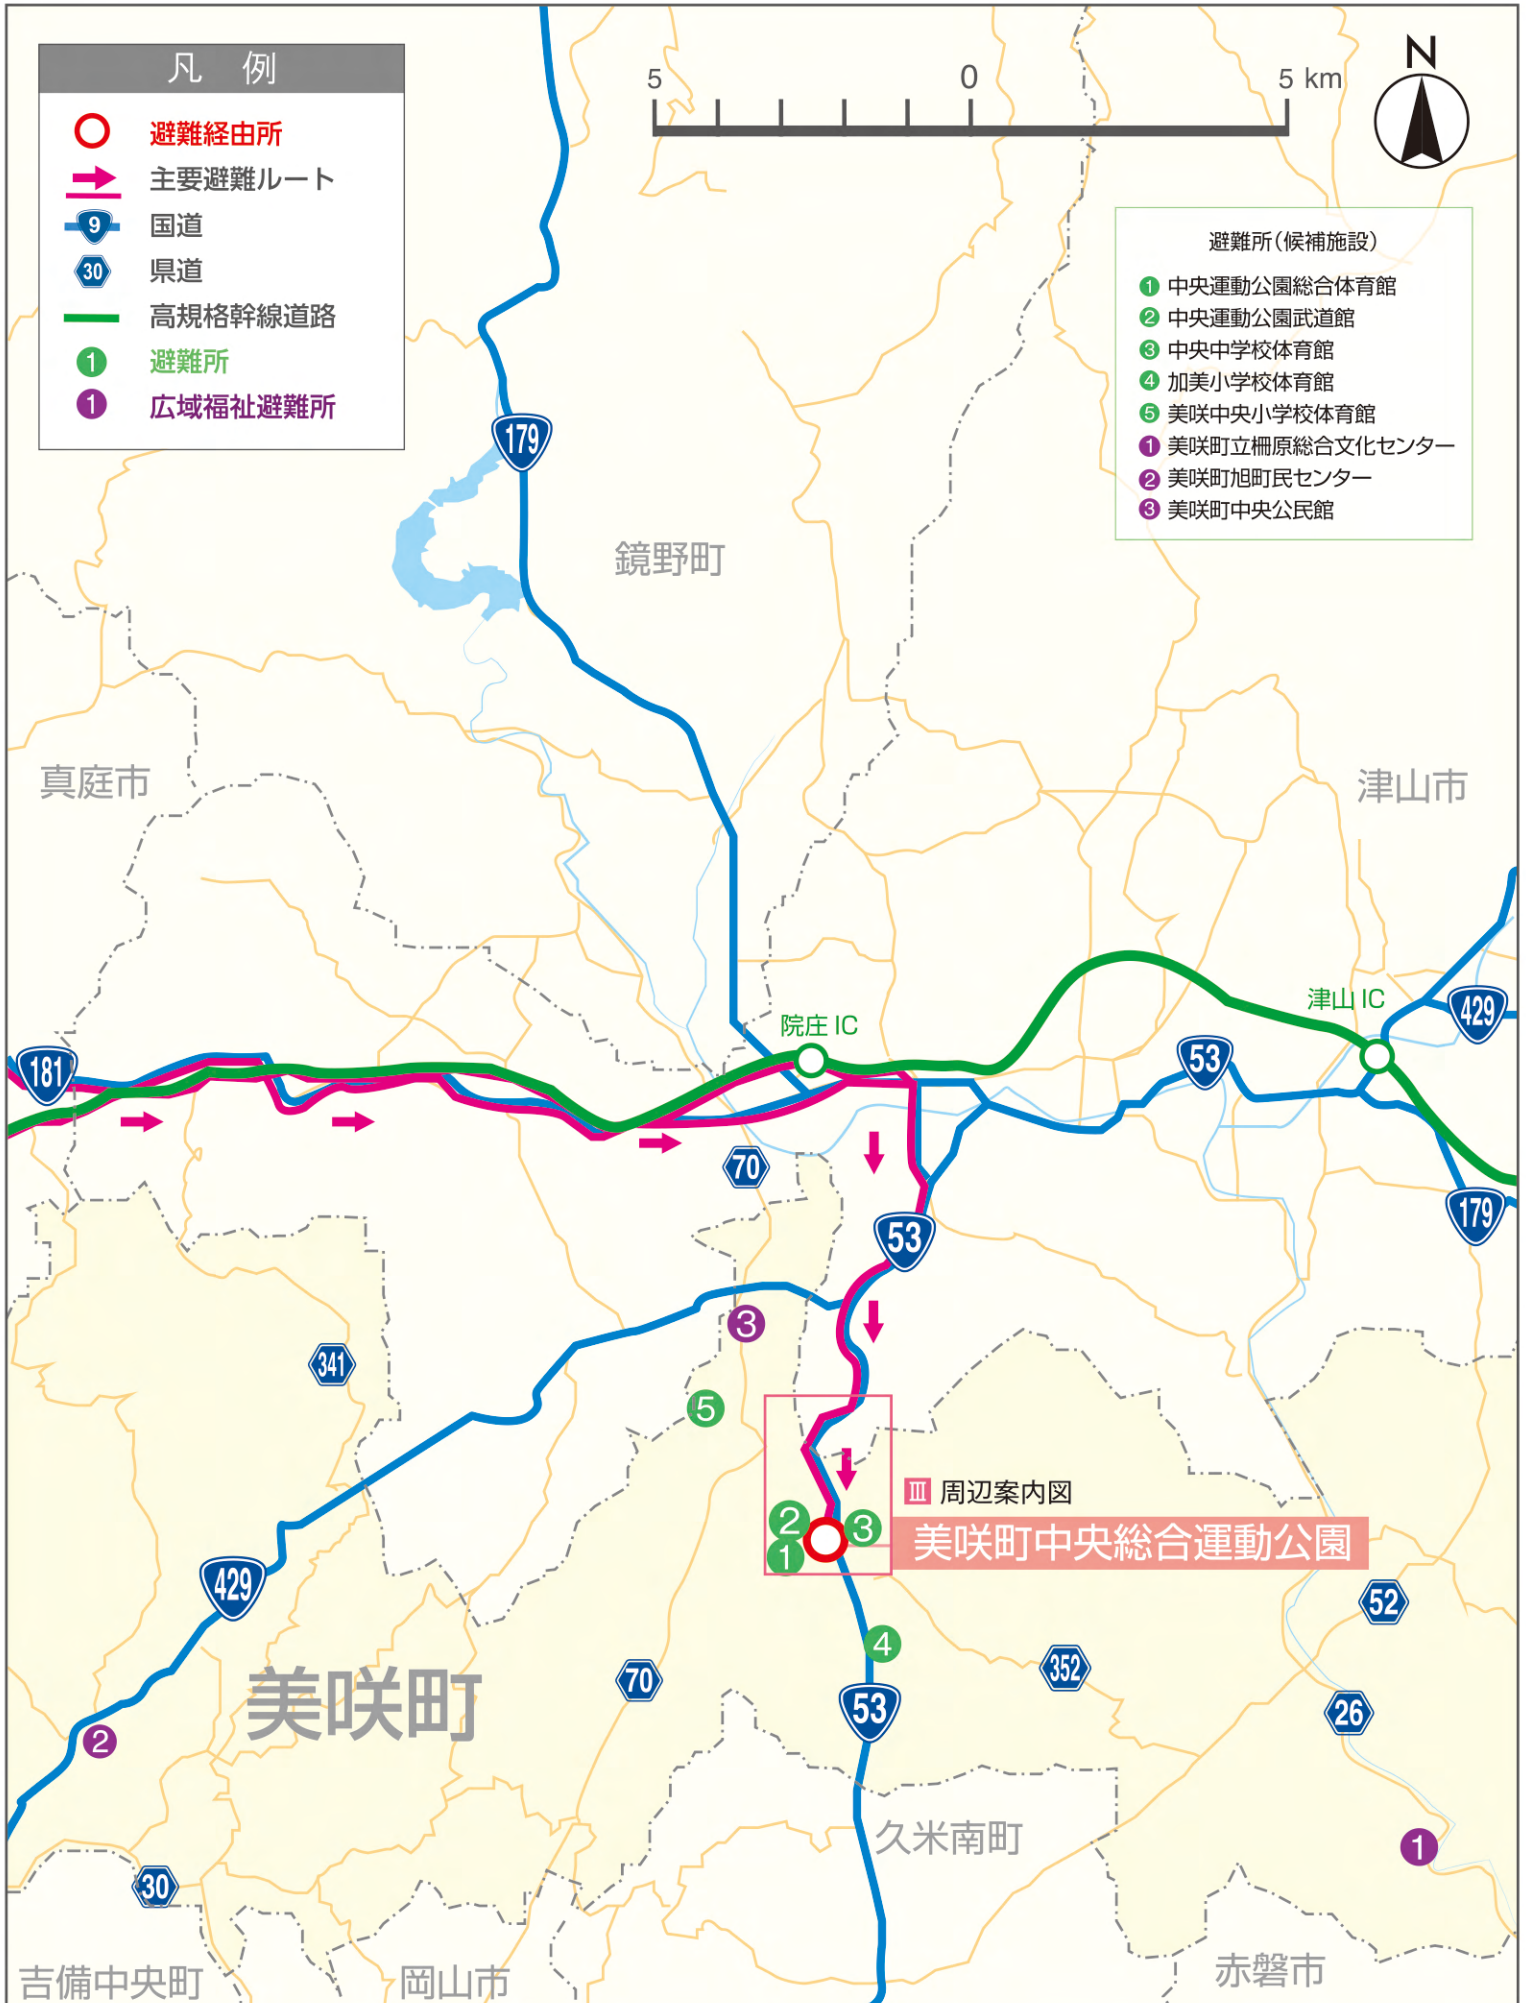 凡 例
避難経由所
主要避難ルート
9 国道
30 県道
高規格幹線道路
1 避難所
1 広域福祉避難所
5 0 5 km
N
避難所(候補施設)
1 中央運動公園総合体育館
2 中央運動公園武道館
3 中央中学校体育館
4 加美小学校体育館
5 美咲中央小学校体育館
1 美咲町立柵原総合文化センター
2 美咲町旭町民センター
3 美咲町中央公民館
179
鏡野町
真庭市
津山市
院庄 IC
津山 IC
429
181
53
70
179
53
3
341
5
III 周辺案内図
2
3
1
美咲町中央総合運動公園
429
52
4
352
70
美咲町
53
26
2
久米南町
1
30
吉備中央町
岡山市
赤磐市